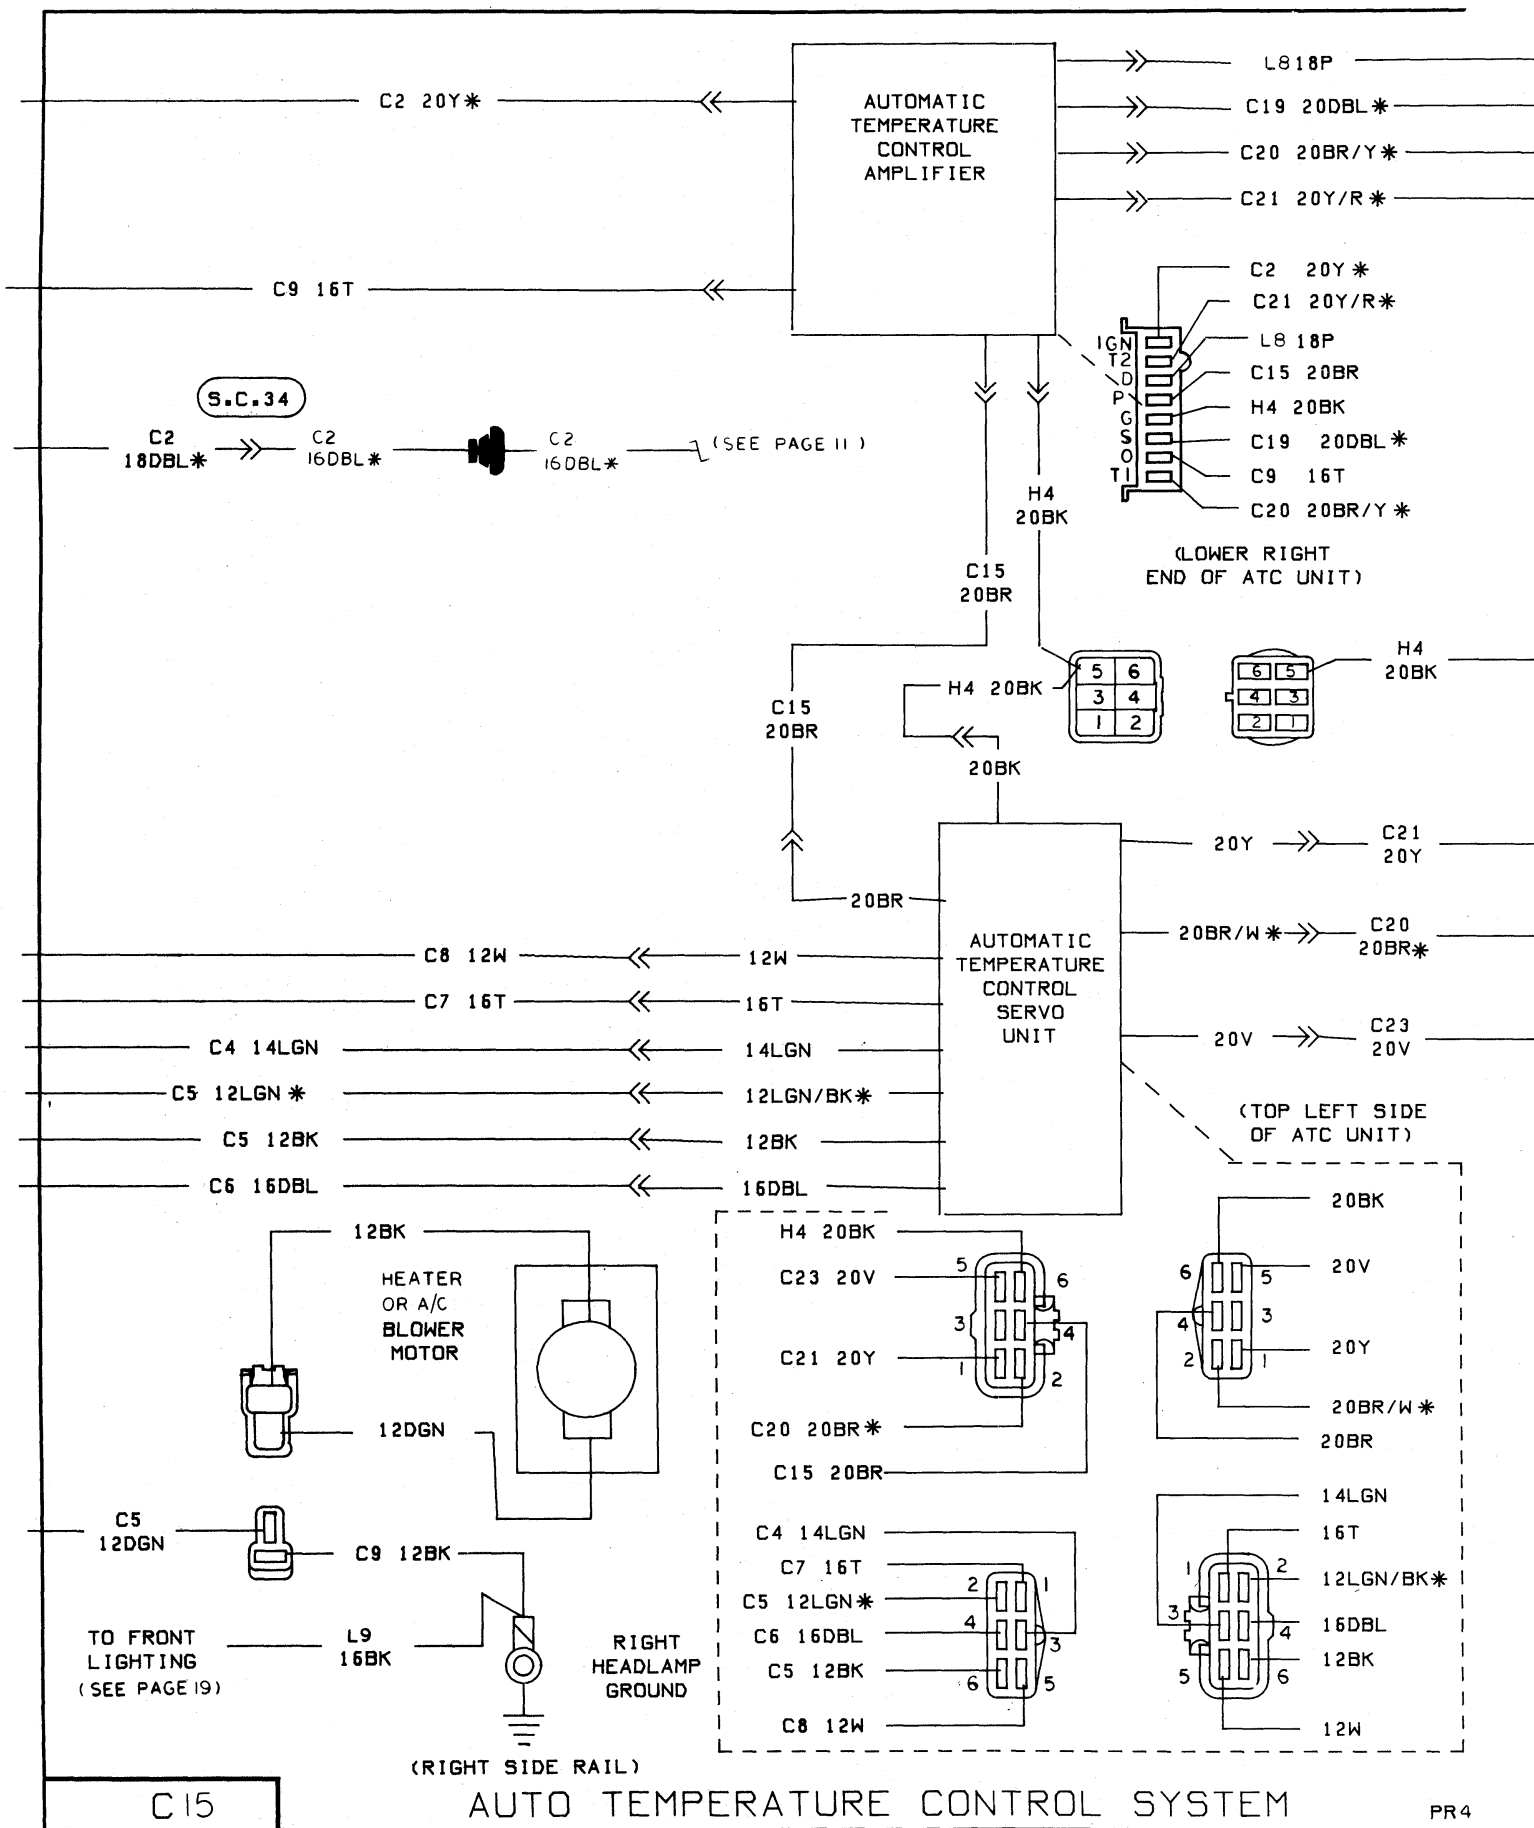 AUTOMATIC
TEMPERATURE
CONTROL
AMPLIFIER
C2 20Y*
C9 16T
L8 18P
C19 20DBL*
C20 20BR/Y*
C21 20Y/R*
IGN
T2
D
P
G
S
O
T1
C2 20Y*
C21 20Y/R*
L8 18P
C15 20BR
H4 20BK
C19 20DBL*
C9 16T
C20 20BR/Y*
(LOWER RIGHT
END OF ATC UNIT)
S.C.34
C2
18DBL*
C2
16DBL*
C2
16DBL*
(SEE PAGE 11)
H4
20BK
C15
20BR
C15
20BR
H4 20BK
20BK
5 6
3 4
1 2
6 5
4 3
2 1
H4
20BK
20BR
AUTOMATIC
TEMPERATURE
CONTROL
SERVO
UNIT
20Y
C21
20Y
20BR/W*
C20
20BR*
20V
C23
20V
C8 12W
12W
C7 16T
16T
C4 14LGN
14LGN
C5 12LGN*
12LGN/BK*
C5 12BK
12BK
C6 16DBL
16DBL
(TOP LEFT SIDE
OF ATC UNIT)
12BK
HEATER
OR A/C
BLOWER
MOTOR
12DGN
C5
12DGN
C9 12BK
TO FRONT
LIGHTING
(SEE PAGE 19)
L9
16BK
RIGHT
HEADLAMP
GROUND
(RIGHT SIDE RAIL)
H4 20BK
C23 20V
C21 20Y
C20 20BR*
C15 20BR
5
6
3
4
1
2
20BK
20V
20Y
20BR/W*
20BR
6
5
4
3
2
1
C4 14LGN
C7 16T
C5 12LGN*
C6 16DBL
C5 12BK
C8 12W
2
1
4
3
6
5
14LGN
16T
12LGN/BK*
16DBL
12BK
12W
1
2
3
4
5
6
C15
AUTO TEMPERATURE CONTROL SYSTEM
PR4